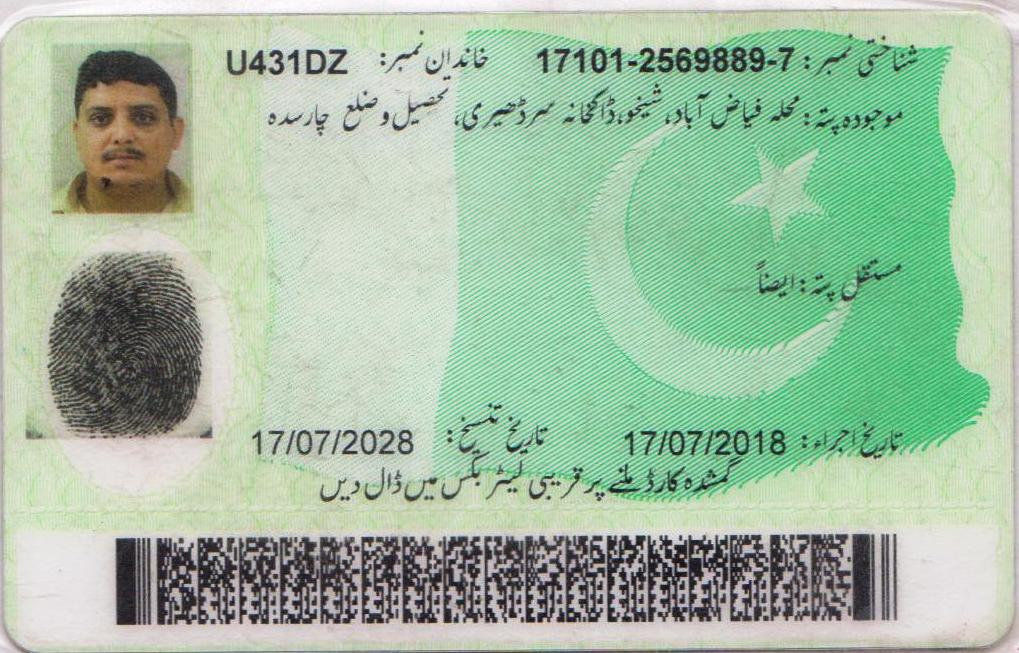 شناختی نمبر: 17101-2569889-7 خاندان نمبر: U431DZ
موجودہ پتہ: محلہ فیاض آباد، شیخو، ڈاکخانہ سرڈھیری، تحصیل و ضلع چارسدہ
مستقل پتہ: ایضاً
تاریخ اجراء: 17/07/2018 تاریخ تنسیخ: 17/07/2028
گمشدہ کارڈ ملنے پر قریبی لیٹر بکس میں ڈال دیں